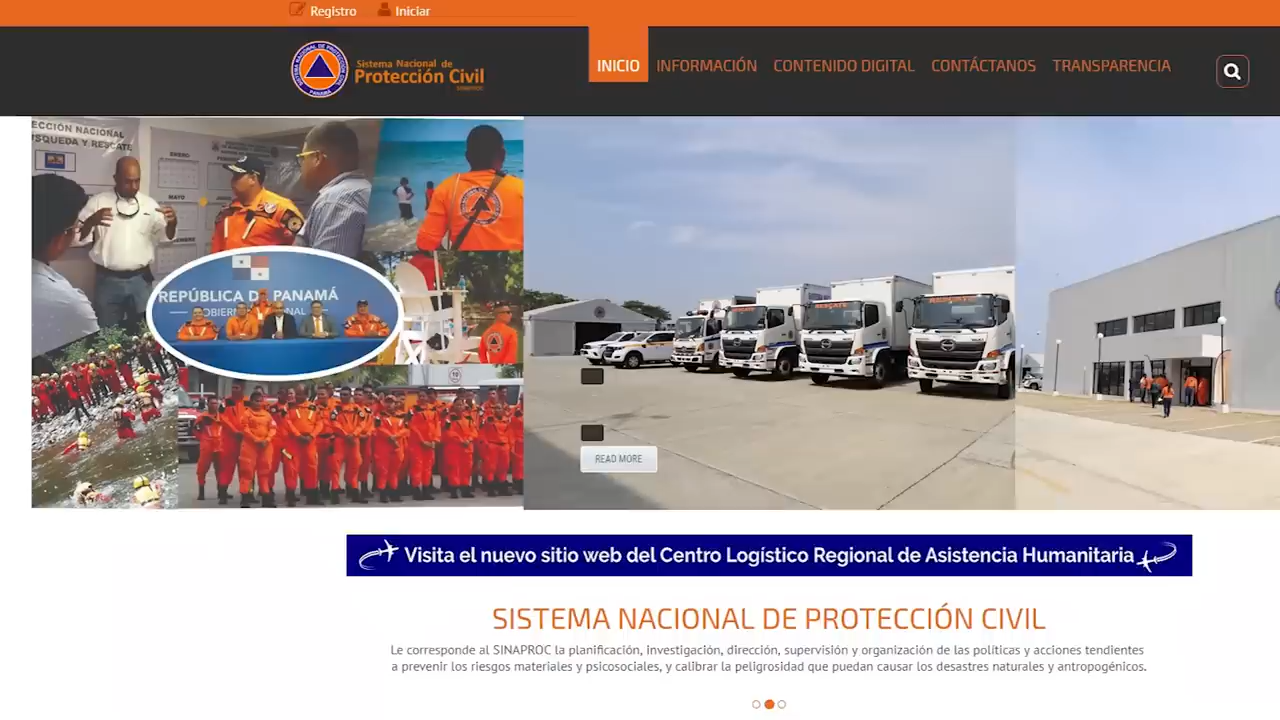 Registro
Iniciar
Sistema Nacional de
Protección Civil
SINAPROC
INICIO
INFORMACIÓN
CONTENIDO DIGITAL
CONTÁCTANOS
TRANSPARENCIA
REPÚBLICA DE PANAMÁ
RESCATE
READ MORE
Visita el nuevo sitio web del Centro Logístico Regional de Asistencia Humanitaria
SISTEMA NACIONAL DE PROTECCIÓN CIVIL
Le corresponde al SINAPROC la planificación, investigación, dirección, supervisión y organización de las políticas y acciones tendientes
a prevenir los riesgos materiales y psicosociales, y calibrar la peligrosidad que puedan causar los desastres naturales y antropogénicos.